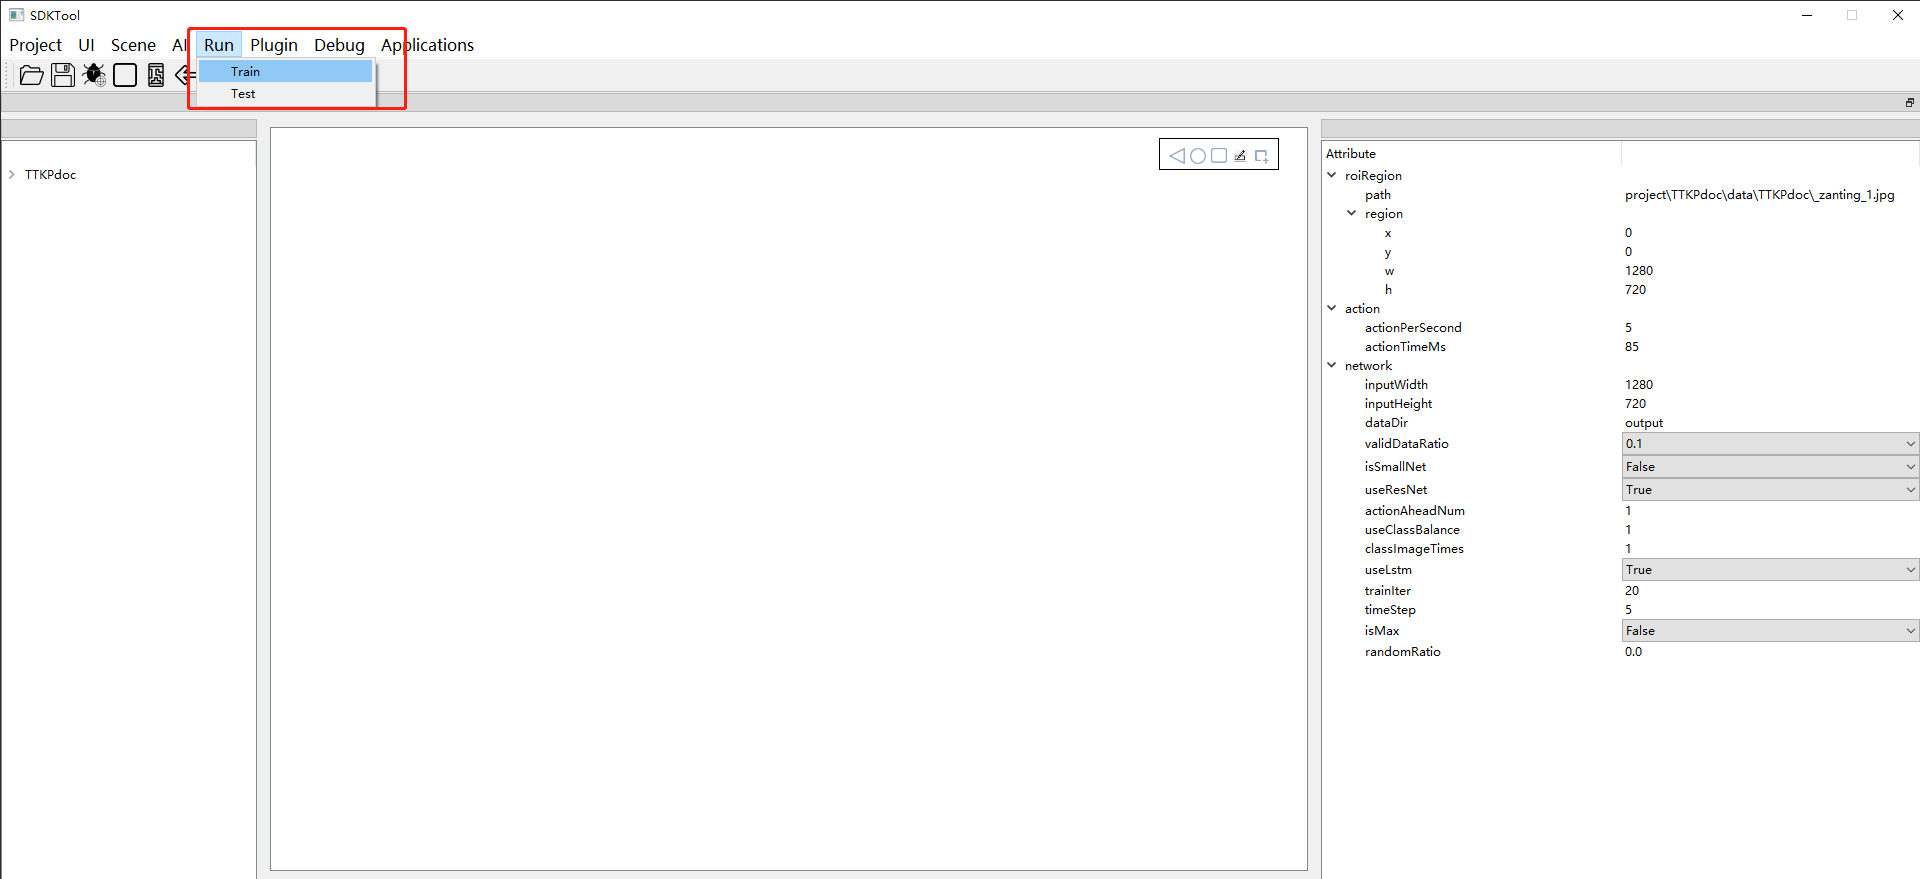 SDKTool
Project UI Scene AI Run Plugin Debug Applications
Train
Test
TTKPdoc
Attribute
roiRegion
path project\TTKPdoc\data\TTKPdoc\_zanting_1.jpg
region
x 0
y 0
w 1280
h 720
action
actionPerSecond 5
actionTimeMs 85
network
inputWidth 1280
inputHeight 720
dataDir output
validDataRatio 0.1
isSmallNet False
useResNet True
actionAheadNum 1
useClassBalance 1
classImageTimes 1
useLstm True
trainIter 20
timeStep 5
isMax False
randomRatio 0.0